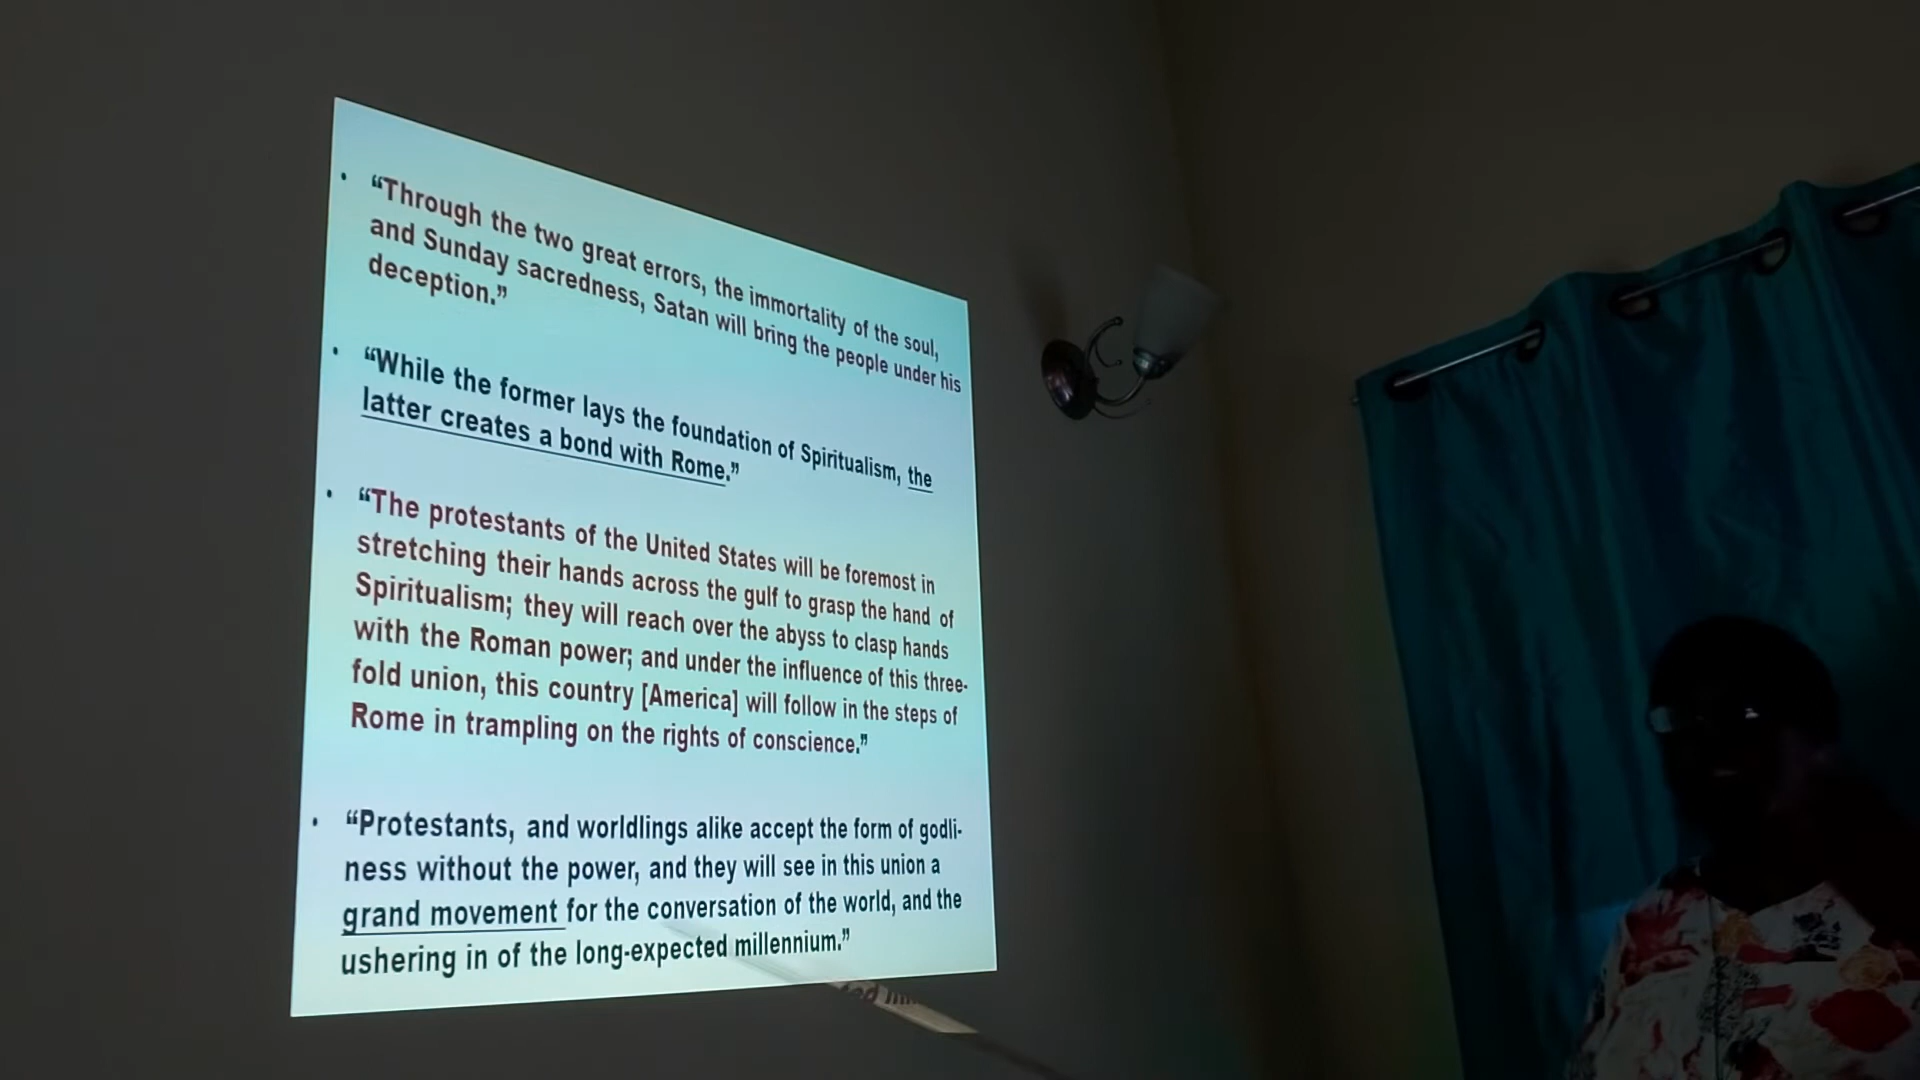 • “Through the two great errors, the immortality of the soul,
and Sunday sacredness, Satan will bring the people under his
deception.”
• “While the former lays the foundation of Spiritualism, the
latter creates a bond with Rome.”
• “The protestants of the United States will be foremost in
stretching their hands across the gulf to grasp the hand of
Spiritualism; they will reach over the abyss to clasp hands
with the Roman power; and under the influence of this three-
fold union, this country [America] will follow in the steps of
Rome in trampling on the rights of conscience.”
• “Protestants, and worldlings alike accept the form of godli-
ness without the power, and they will see in this union a
grand movement for the conversation of the world, and the
ushering in of the long-expected millennium.”